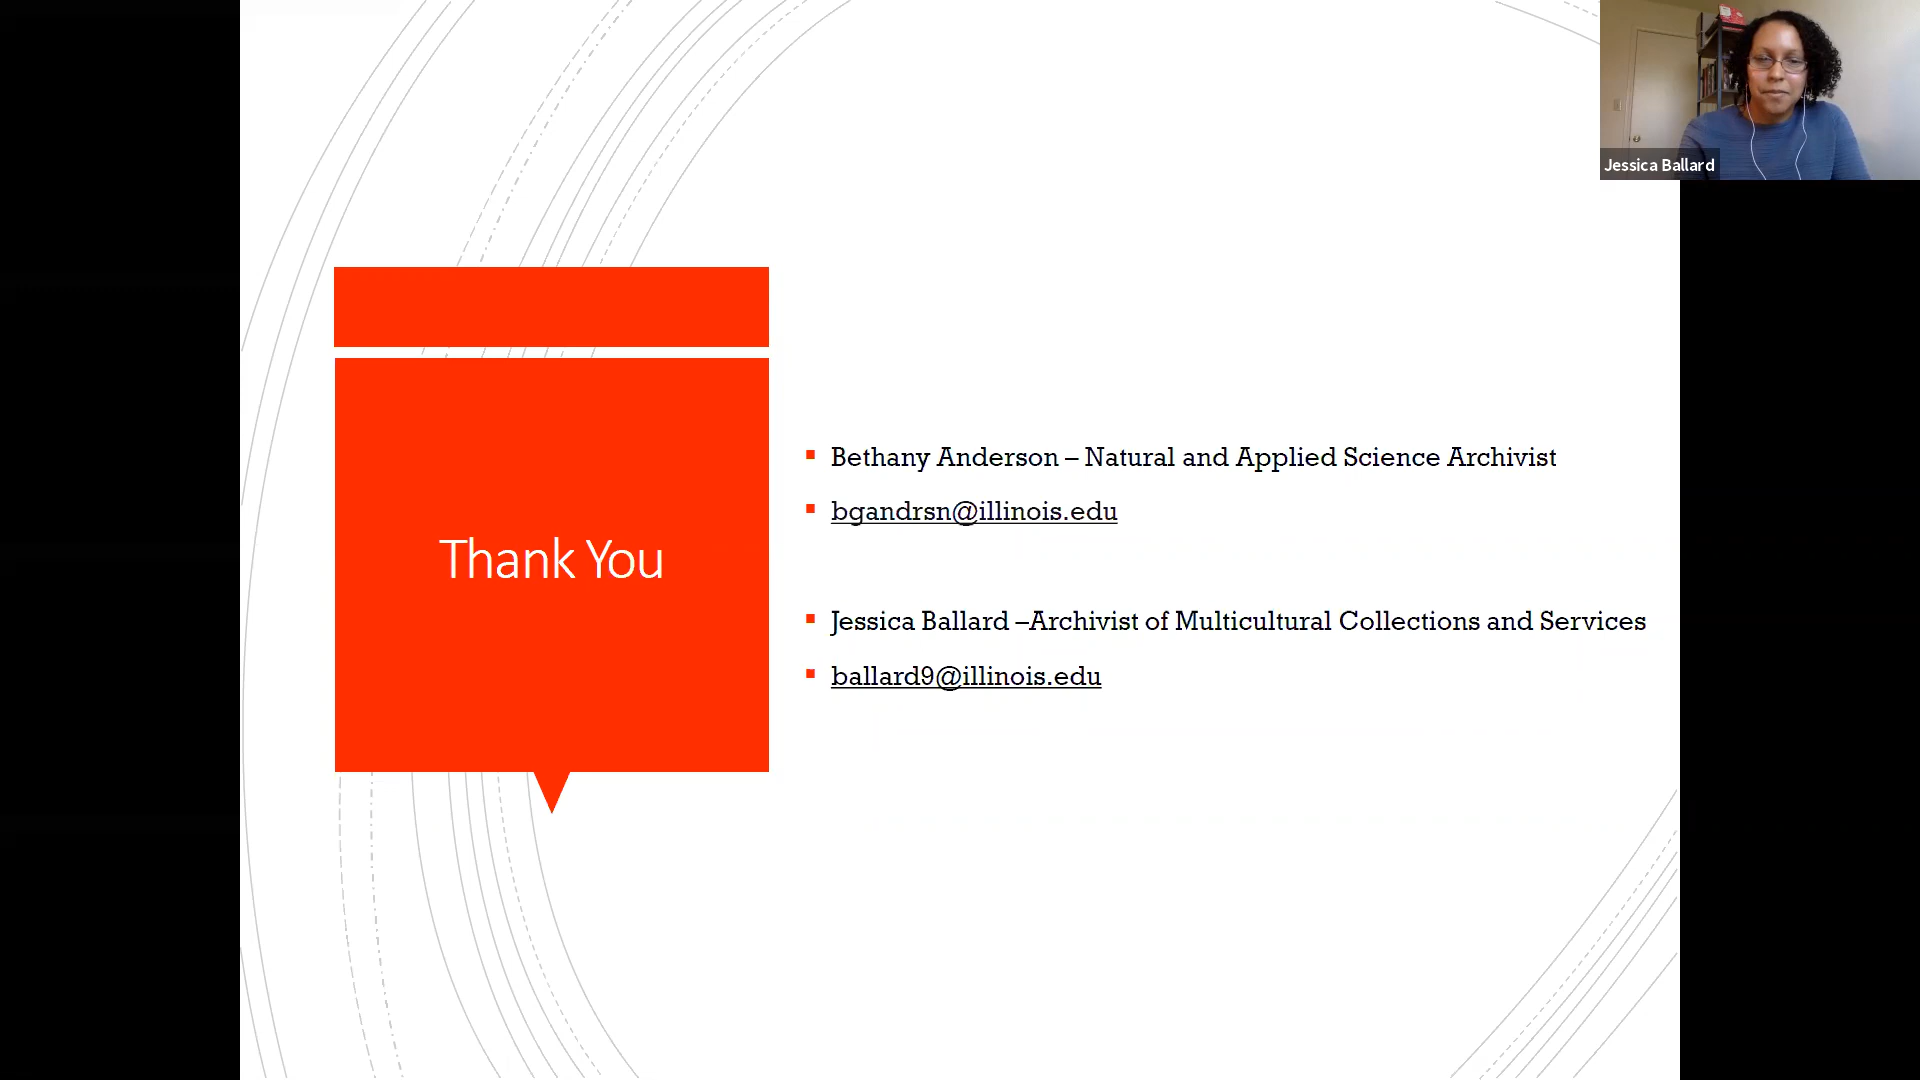 Jessica Ballard
Thank You
Bethany Anderson – Natural and Applied Science Archivist
bgandrsn@illinois.edu
Jessica Ballard –Archivist of Multicultural Collections and Services
ballard9@illinois.edu